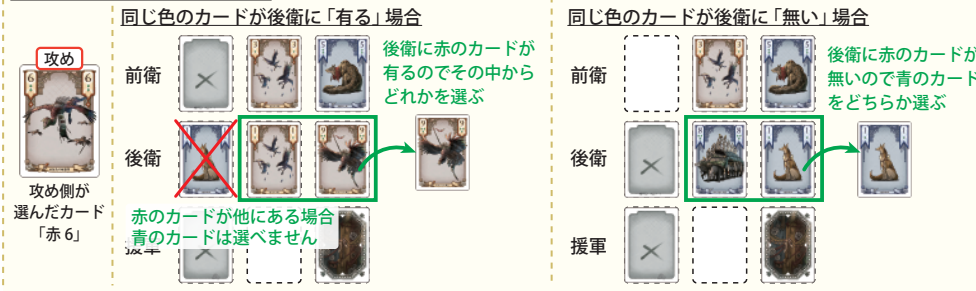 同じ色のカードが後衛に「有る」場合
攻め
6
攻め側が
選んだカード
「赤 6」
前衛
後衛に赤のカードが
有るのでその中から
どれかを選ぶ
後衛
赤のカードが他にある場合
青のカードは選べません
援軍
同じ色のカードが後衛に「無い」場合
前衛
後衛に赤のカードが
無いので青のカード
をどちらか選ぶ
後衛
援軍